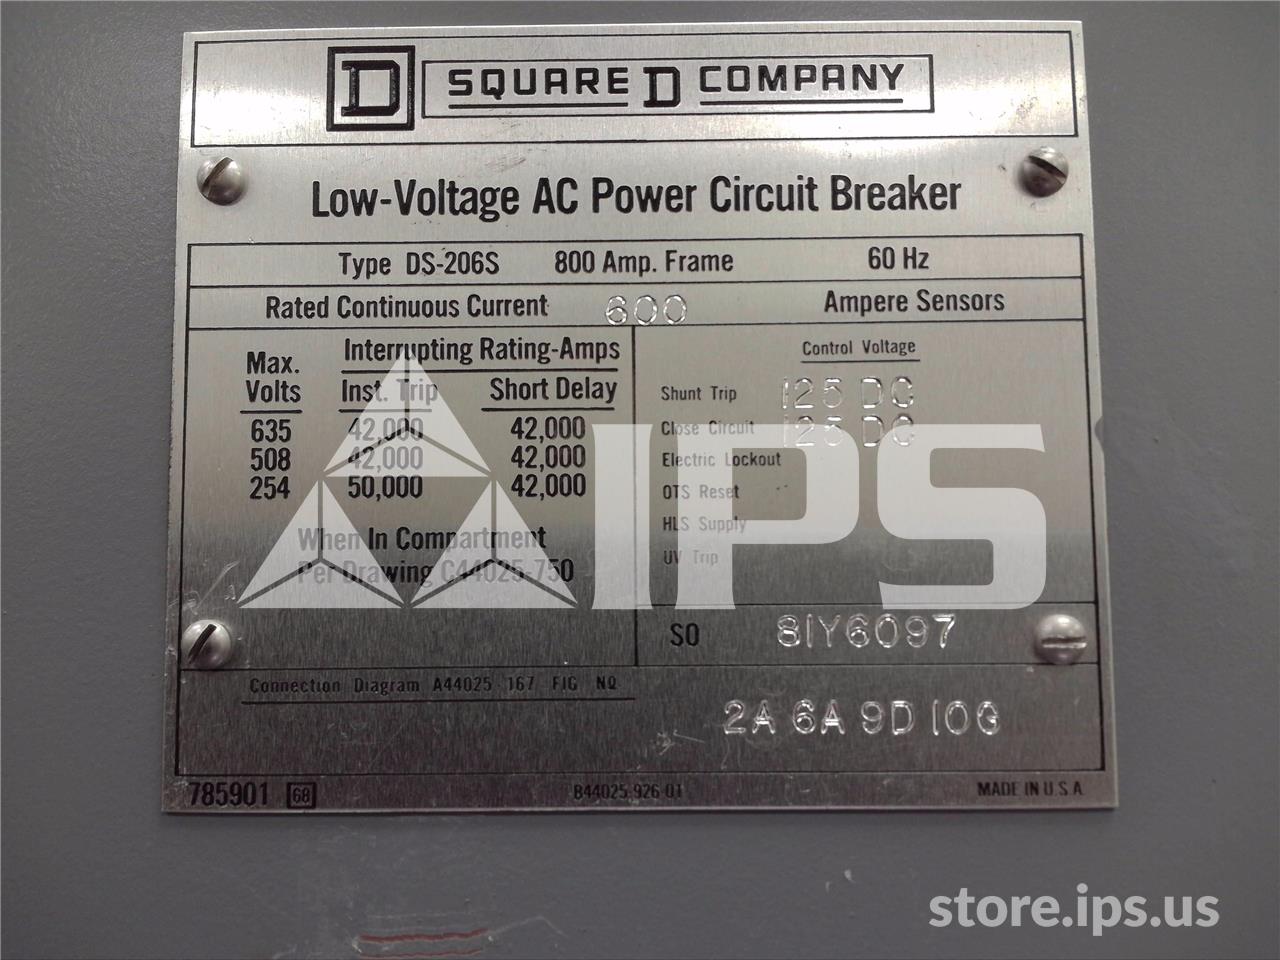 D SQUARE D COMPANY
Low-Voltage AC Power Circuit Breaker
Type DS-206S 800 Amp. Frame 60 Hz
Rated Continuous Current 600 Ampere Sensors
Max. Volts Interrupting Rating-Amps
Inst. Trip Short Delay
635 42,000 42,000
508 42,000 42,000
254 50,000 42,000
When In Compartment
Per Drawing C44025-750
Control Voltage
Shunt Trip 125 DC
Close Circuit 125 DC
Electric Lockout
OTS Reset
HLS Supply
UV Trip
IPS
SO 81Y6097
Connection Diagram A44025 167 FIG Nº
2A 6A 9D 10G
785901 68 B44025 926 01 MADE IN U.S.A
store.ips.us